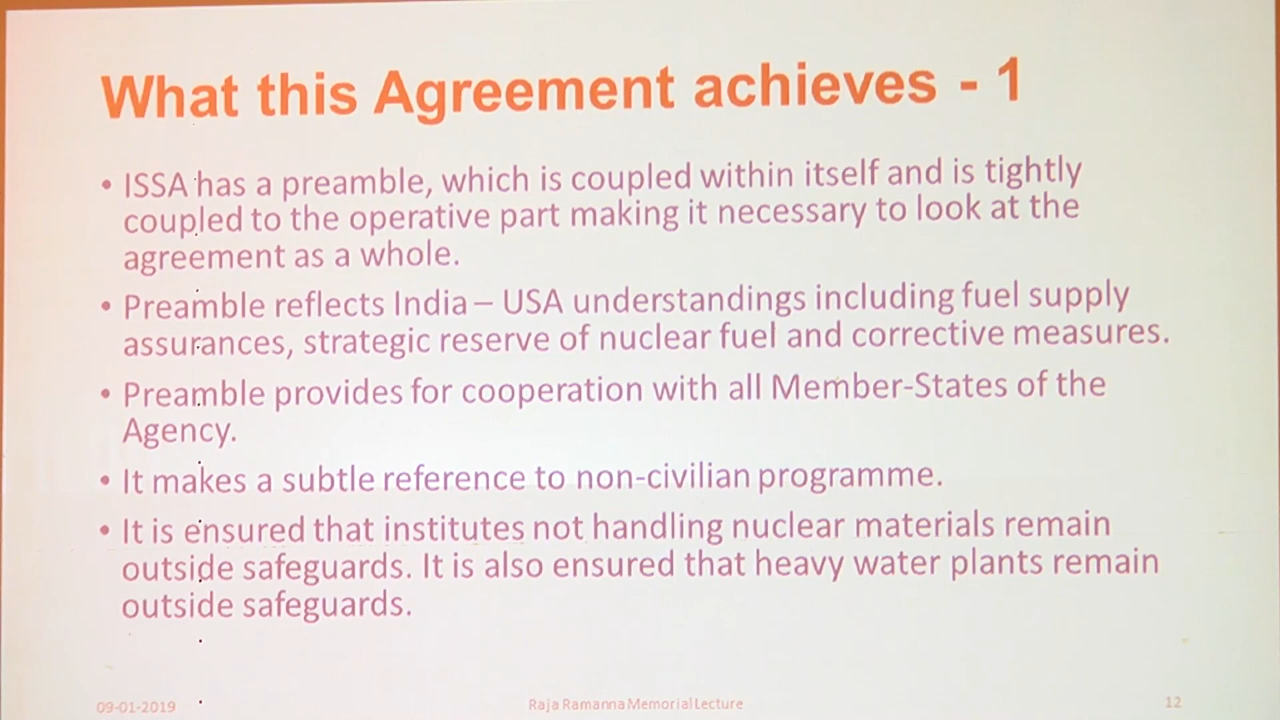 What this Agreement achieves - 1
• ISSA has a preamble, which is coupled within itself and is tightly
coupled to the operative part making it necessary to look at the
agreement as a whole.
• Preamble reflects India – USA understandings including fuel supply
assurances, strategic reserve of nuclear fuel and corrective measures.
• Preamble provides for cooperation with all Member-States of the
Agency.
• It makes a subtle reference to non-civilian programme.
• It is ensured that institutes not handling nuclear materials remain
outside safeguards. It is also ensured that heavy water plants remain
outside safeguards.
09-01-2019 Raja Ramanna Memorial Lecture 12